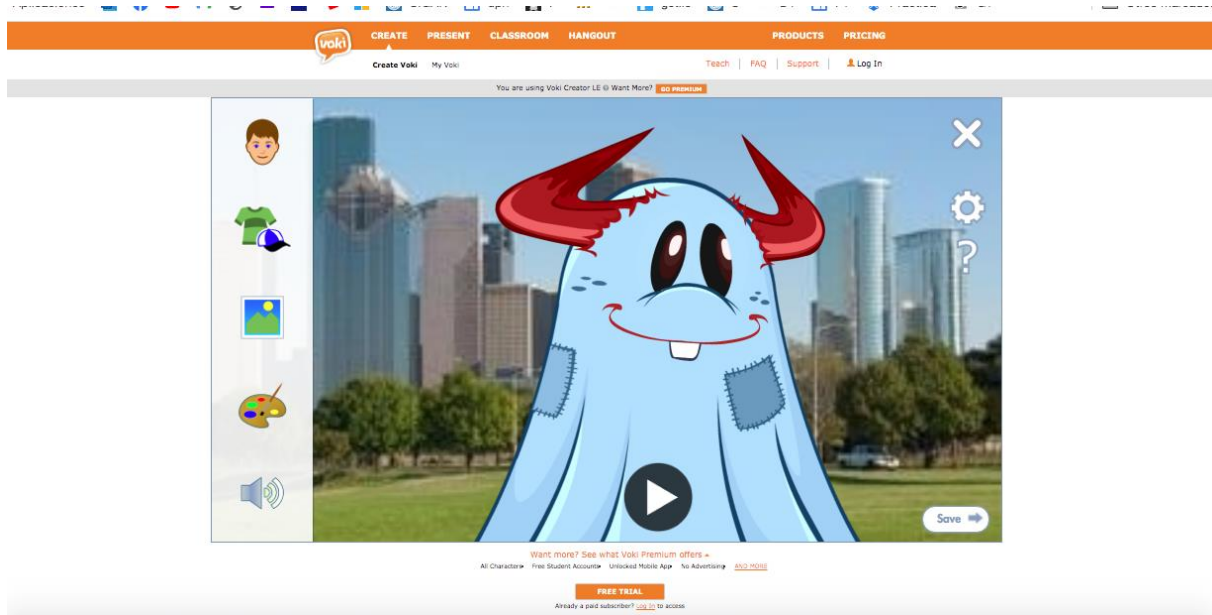 voki
CREATE PRESENT CLASSROOM HANGOUT PRODUCTS PRICING
Create Voki My Voki Teach | FAQ | Support | Log In
You are using Voki Creator LE Want More? GO PREMIUM
?
Save
Want more? See what Voki Premium offers »
All Characters Free Student Accounts Unlocked Mobile App No Advertising AND MORE
FREE TRIAL
Already a paid subscriber? Log In to access